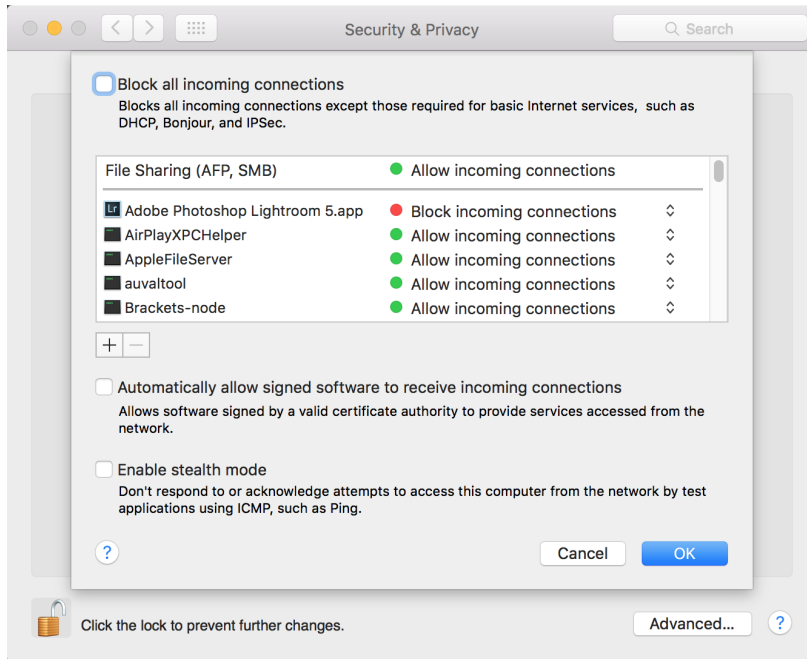 Security & Privacy
Search
Block all incoming connections
Blocks all incoming connections except those required for basic Internet services, such as
DHCP, Bonjour, and IPSec.
File Sharing (AFP, SMB) Allow incoming connections
Lr Adobe Photoshop Lightroom 5.app Block incoming connections
AirPlayXPCHelper Allow incoming connections
AppleFileServer Allow incoming connections
auvaltool Allow incoming connections
Brackets-node Allow incoming connections
+ −
Automatically allow signed software to receive incoming connections
Allows software signed by a valid certificate authority to provide services accessed from the
network.
Enable stealth mode
Don't respond to or acknowledge attempts to access this computer from the network by test
applications using ICMP, such as Ping.
? Cancel OK
Click the lock to prevent further changes. Advanced... ?